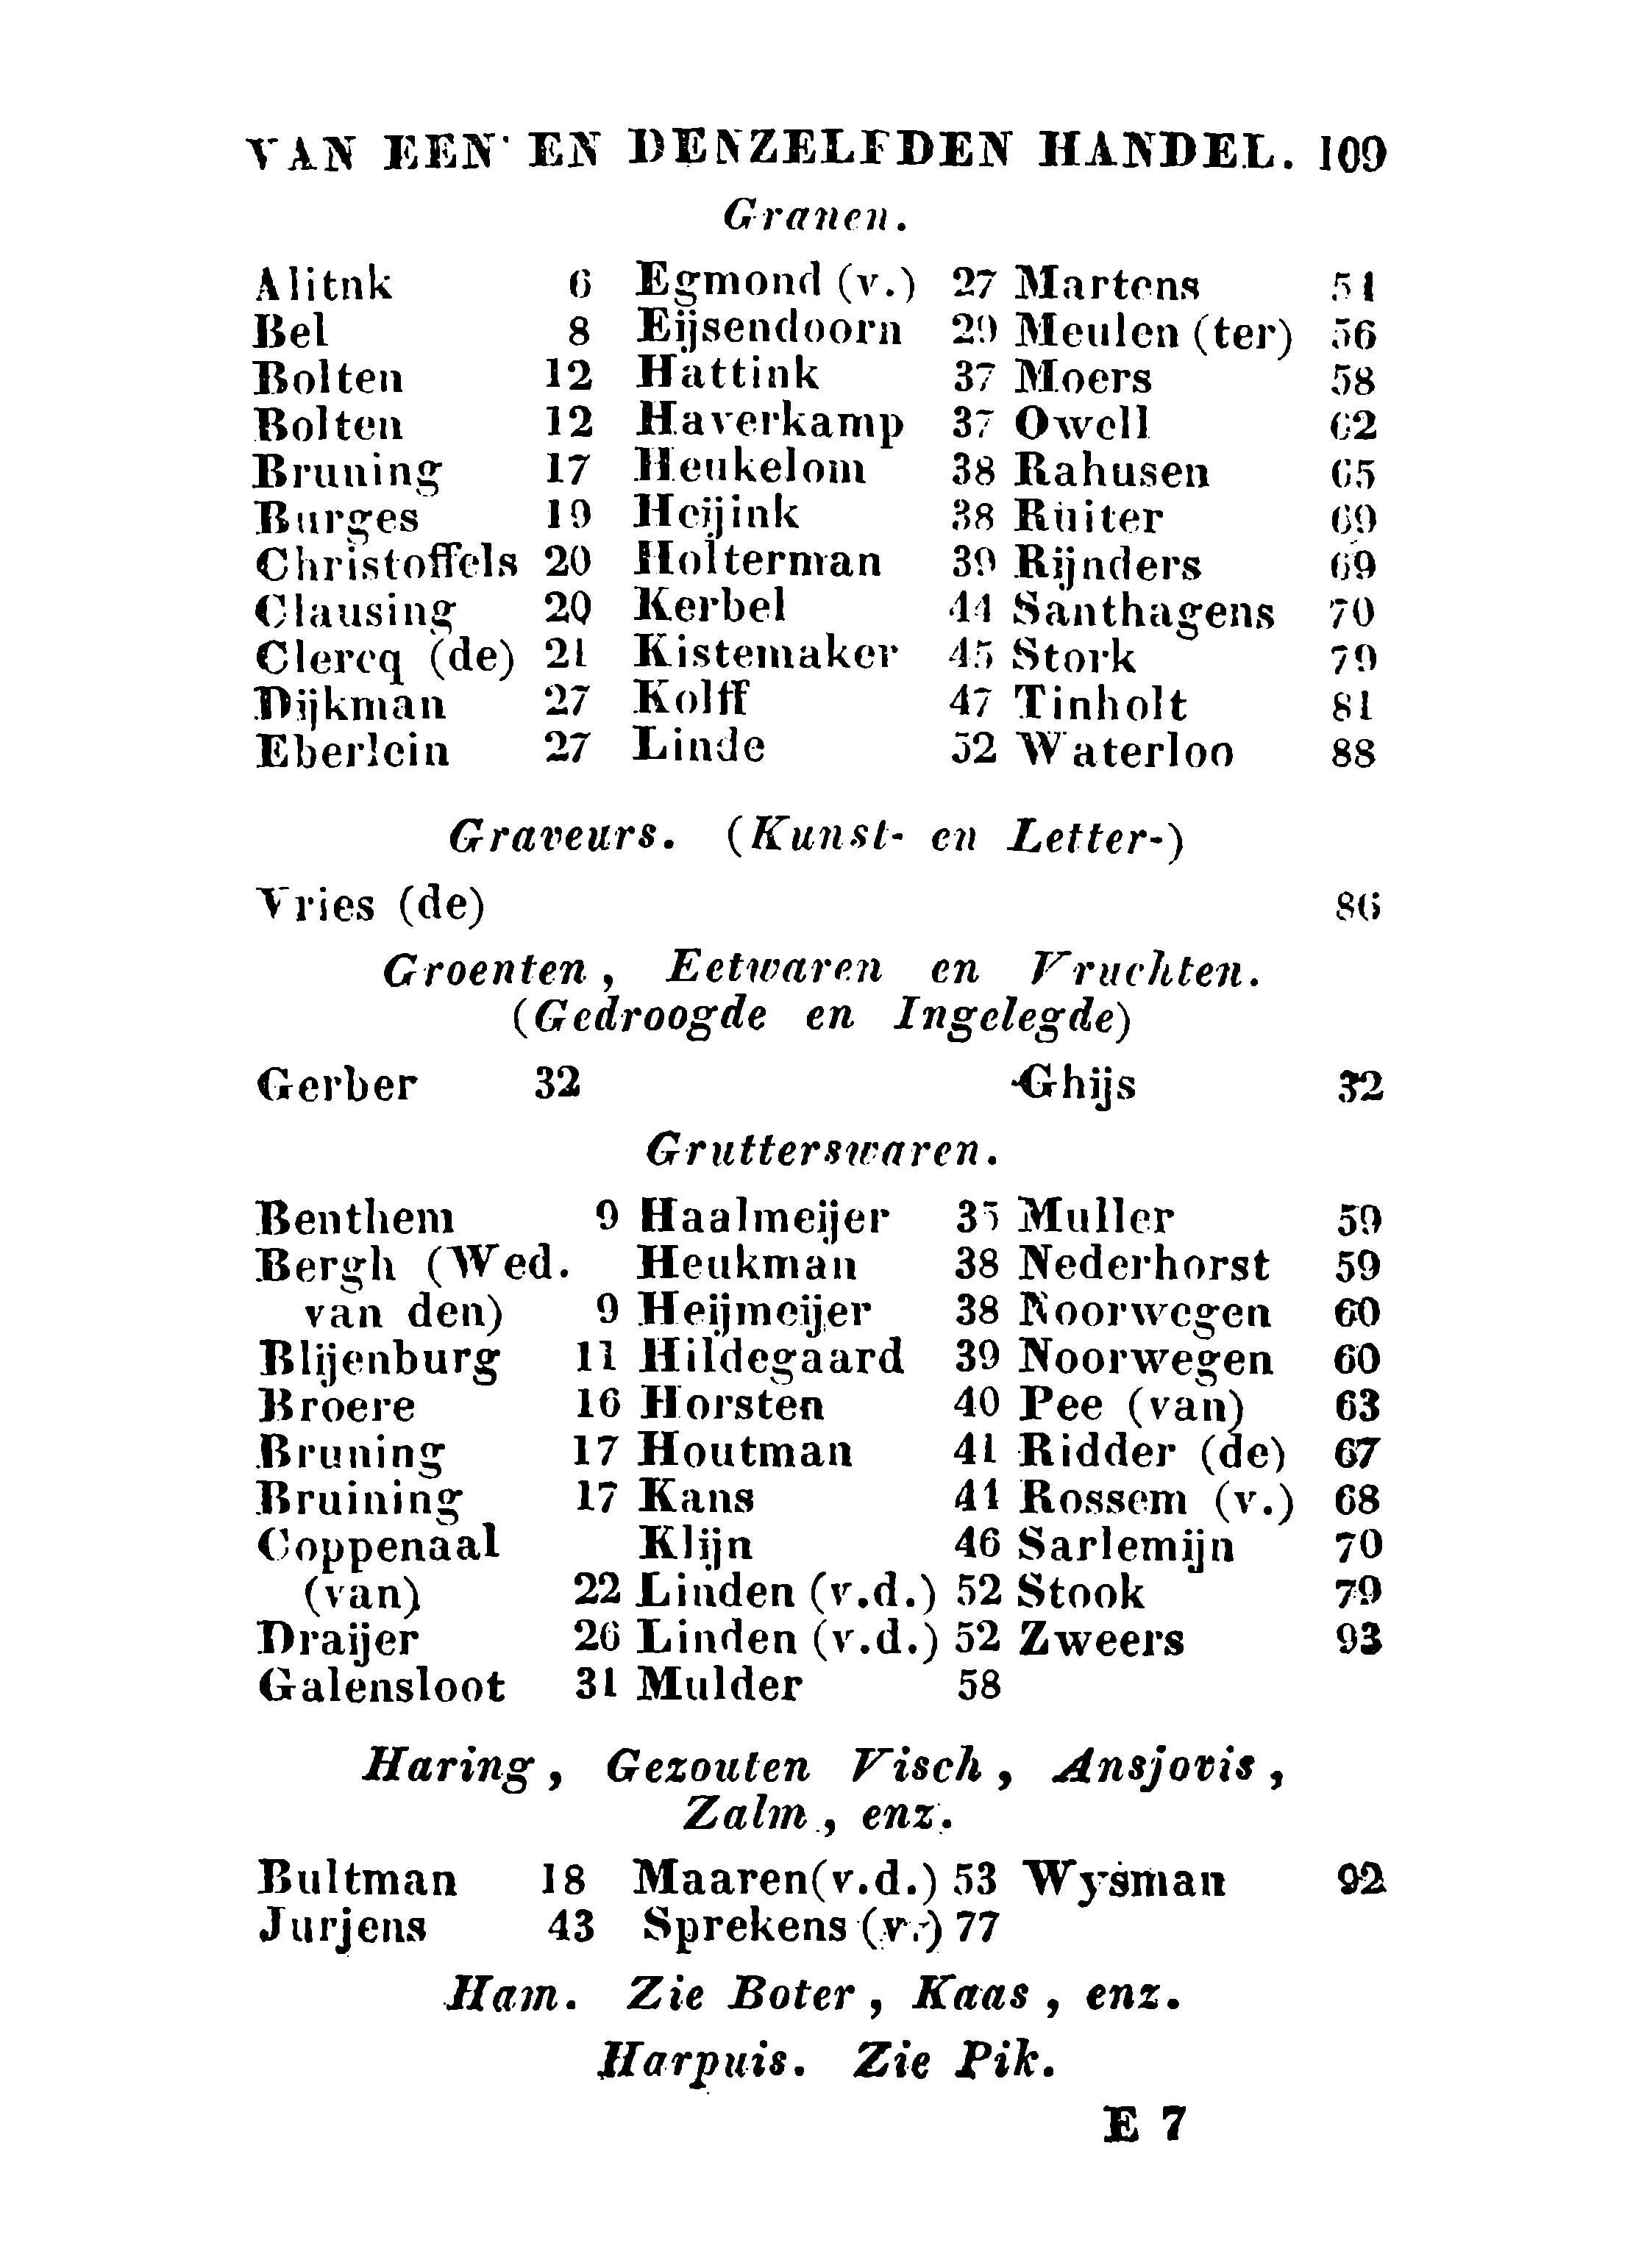 VAN EEN' EN DENZELFDEN HANDEL. 109
Granen.
Alitnk 6 Egmond (v.) 27 Martens 54
Bel 8 Eijsendoorn 29 Meulen (ter) 56
Bolten 12 Hattink 37 Moers 58
Bolten 12 Haverkamp 37 Owell 62
Bruning 17 Heukelom 38 Rahusen 65
Burges 19 Heijink 38 Ruiter 69
Christoffels 20 Holterman 39 Rijnders 69
Clausing 20 Kerbel 44 Santhagens 70
Clercq (de) 21 Kistemaker 45 Stork 79
Dijkman 27 Kolff 47 Tinholt 81
Eberlein 27 Linde 52 Waterloo 88
Graveurs. (Kunst- en Letter-)
Vries (de) 86
Groenten, Eetwaren en Vruchten.
(Gedroogde en Ingelegde)
Gerber 32 Ghijs 32
Grutterswaren.
Benthem 9 Haalmeijer 35 Muller 59
Bergh (Wed. Heukman 38 Nederhorst 59
van den) 9 Heijmeijer 38 Noorwegen 60
Blijenburg 11 Hildegaard 39 Noorwegen 60
Broere 16 Horsten 40 Pee (van) 63
Bruning 17 Houtman 41 Ridder (de) 67
Bruining 17 Kans 44 Rossem (v.) 68
Coppenaal Klijn 46 Sarlemijn 70
(van) 22 Linden (v.d.) 52 Stook 79
Draijer 26 Linden (v.d.) 52 Zweers 93
Galensloot 31 Mulder 58
Haring, Gezouten Visch, Ansjovis,
Zalm, enz.
Bultman 18 Maaren(v.d.) 53 Wysman 92
Jurjens 43 Sprekens (v.) 77
Ham. Zie Boter, Kaas, enz.
Harpuis. Zie Pik.
E 7